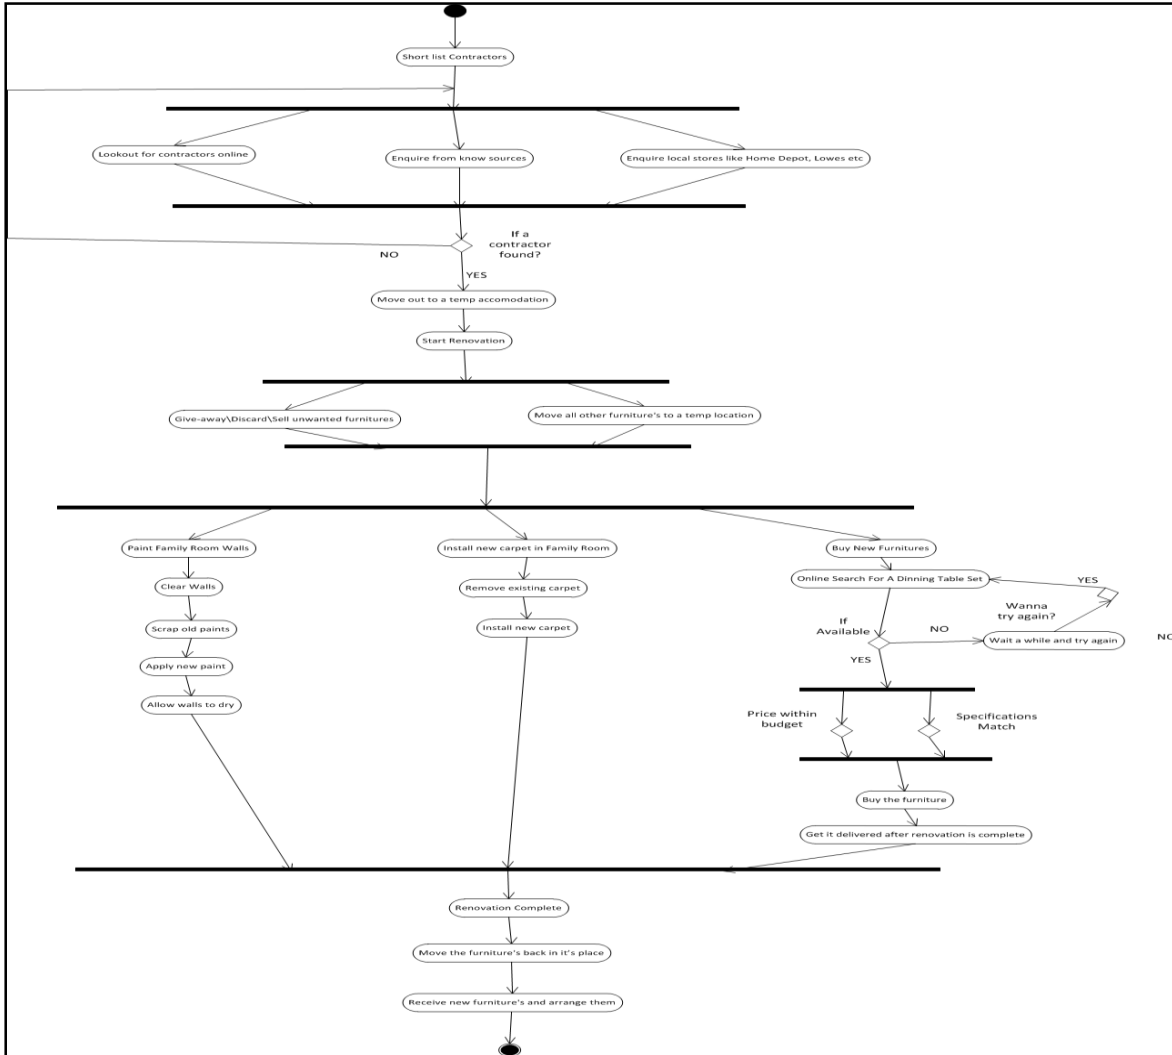 Short list Contractors
Lookout for contractors online
Enquire from know sources
Enquire local stores like Home Depot, Lowes etc
If a
contractor
found?
NO
YES
Move out to a temp accomodation
Start Renovation
Give-away\Discard\Sell unwanted furnitures
Move all other furniture's to a temp location
Paint Family Room Walls
Install new carpet in Family Room
Buy New Furnitures
Clear Walls
Remove existing carpet
Online Search For A Dinning Table Set
YES
Wanna
try again?
Scrap old paints
Install new carpet
If
Available
NO
Wait a while and try again
NO
Apply new paint
YES
Allow walls to dry
Price within
budget
Specifications
Match
Buy the furniture
Get it delivered after renovation is complete
Renovation Complete
Move the furniture's back in it's place
Receive new furniture's and arrange them